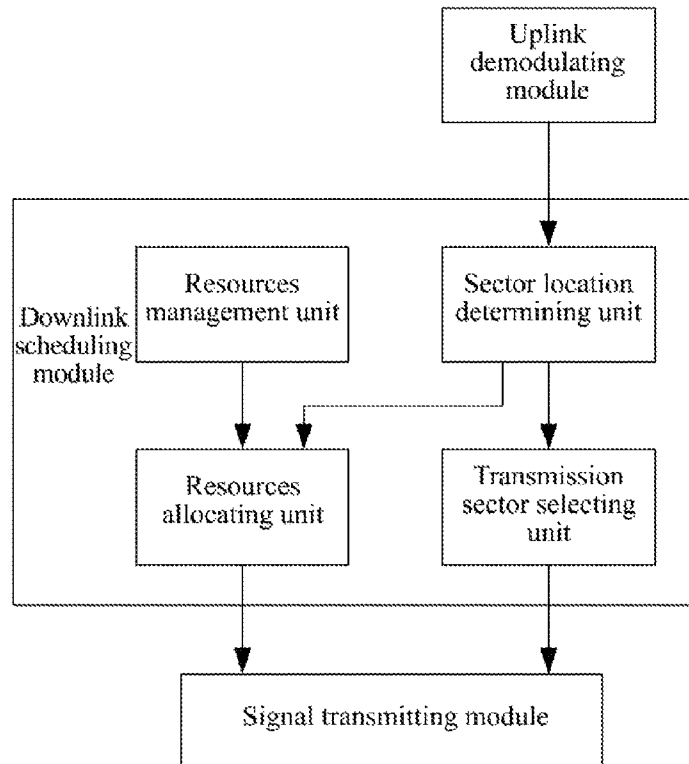 Uplink
demodulating
module
Resources
management unit
Sector location
determining unit
Downlink
scheduling
module
Resources
allocating unit
Transmission
sector selecting
unit
Signal transmitting module